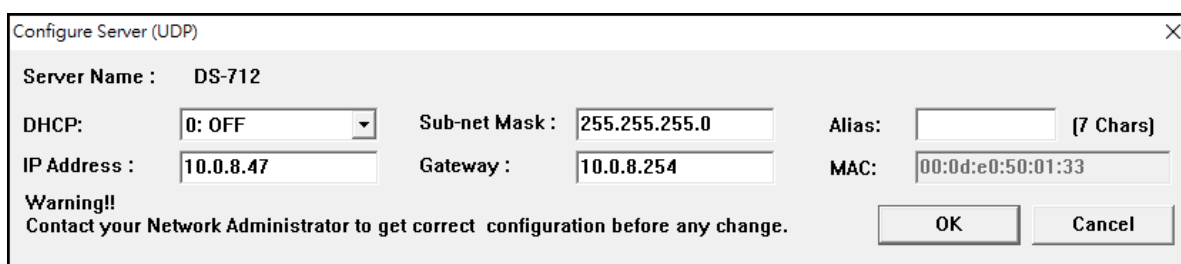 Configure Server (UDP)
Server Name : DS-712
DHCP: 0: OFF Sub-net Mask : 255.255.255.0 Alias: (7 Chars)
IP Address : 10.0.8.47 Gateway : 10.0.8.254 MAC: 00:0d:e0:50:01:33
Warning!!
Contact your Network Administrator to get correct configuration before any change.
OK Cancel